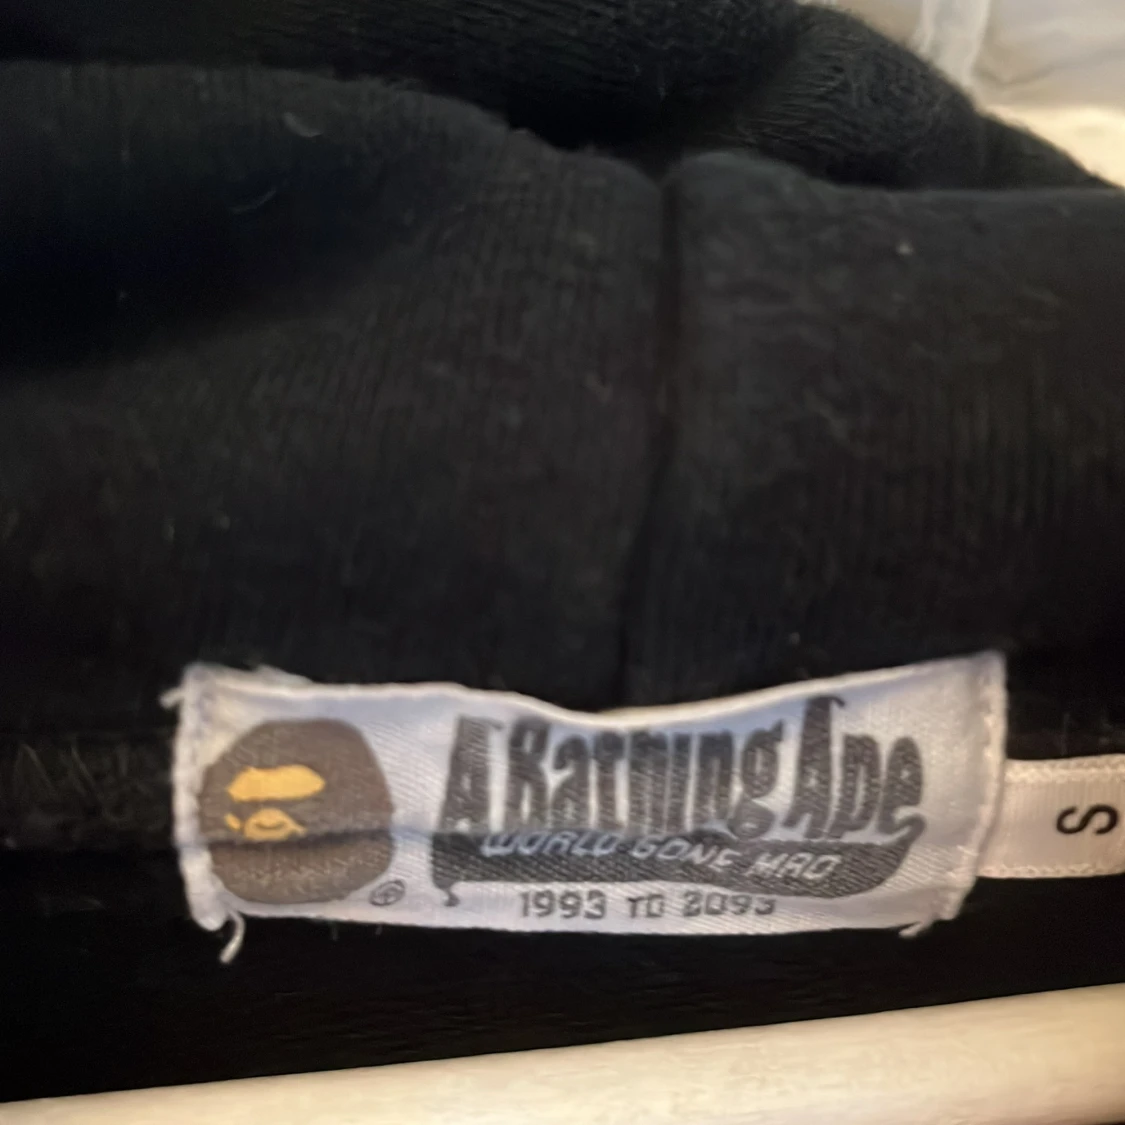 A Bathing Ape
WORLD GONE MAD
1993 TO 2093
®
S